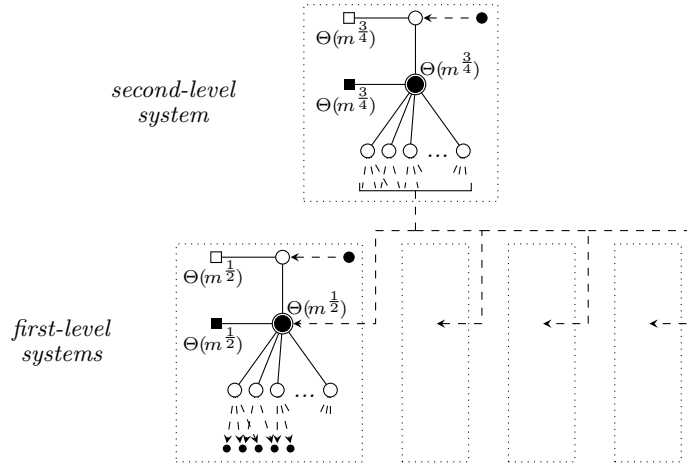 Θ(m^{3/4})
Θ(m^{3/4})
second-level
system
Θ(m^{3/4})
...
Θ(m^{1/2})
Θ(m^{1/2})
first-level
systems
Θ(m^{1/2})
...